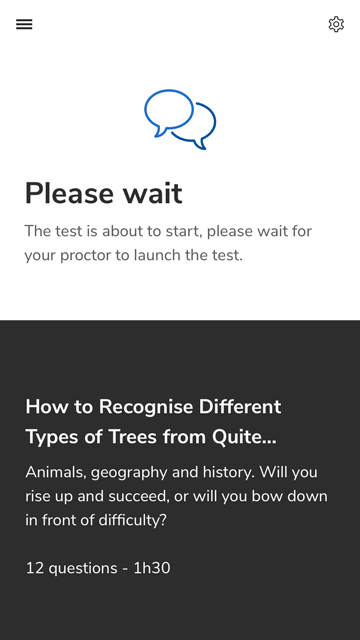 Please wait
The test is about to start, please wait for
your proctor to launch the test.
How to Recognise Different
Types of Trees from Quite...
Animals, geography and history. Will you
rise up and succeed, or will you bow down
in front of difficulty?
12 questions - 1h30